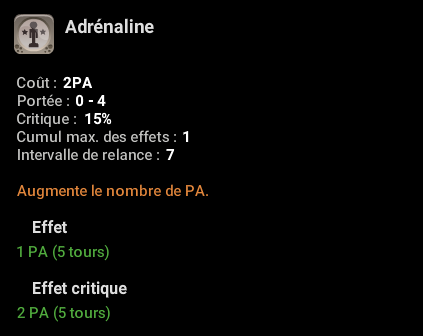 Adrénaline
Coût : 2PA
Portée : 0 - 4
Critique : 15%
Cumul max. des effets : 1
Intervalle de relance : 7
Augmente le nombre de PA.
Effet
1 PA (5 tours)
Effet critique
2 PA (5 tours)